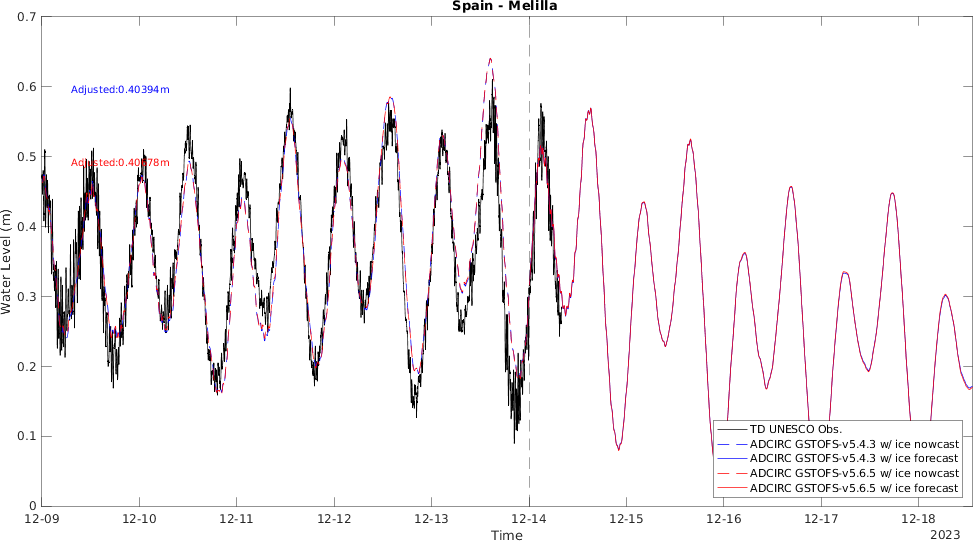 Spain - Melilla
0.7
0.6
0.5
0.4
0.3
0.2
0.1
0
Water Level (m)
Adjusted:0.40394m
TD UNESCO Obs.
ADCIRC GSTOFS-v5.4.3 w/ ice nowcast
ADCIRC GSTOFS-v5.4.3 w/ ice forecast
ADCIRC GSTOFS-v5.6.5 w/ ice nowcast
ADCIRC GSTOFS-v5.6.5 w/ ice forecast
12-09 12-10 12-11 12-12 12-13 12-14 12-15 12-16 12-17 12-18
Time
2023